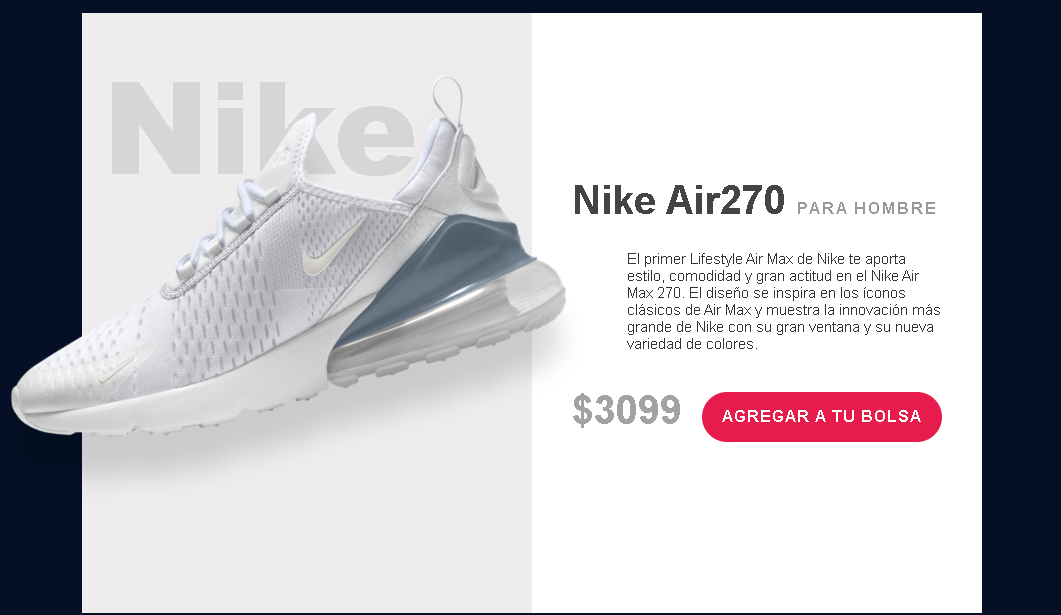 Nike
Nike Air270 PARA HOMBRE
El primer Lifestyle Air Max de Nike te aporta
estilo, comodidad y gran actitud en el Nike Air
Max 270. El diseño se inspira en los íconos
clásicos de Air Max y muestra la innovación más
grande de Nike con su gran ventana y su nueva
variedad de colores.
$3099 AGREGAR A TU BOLSA